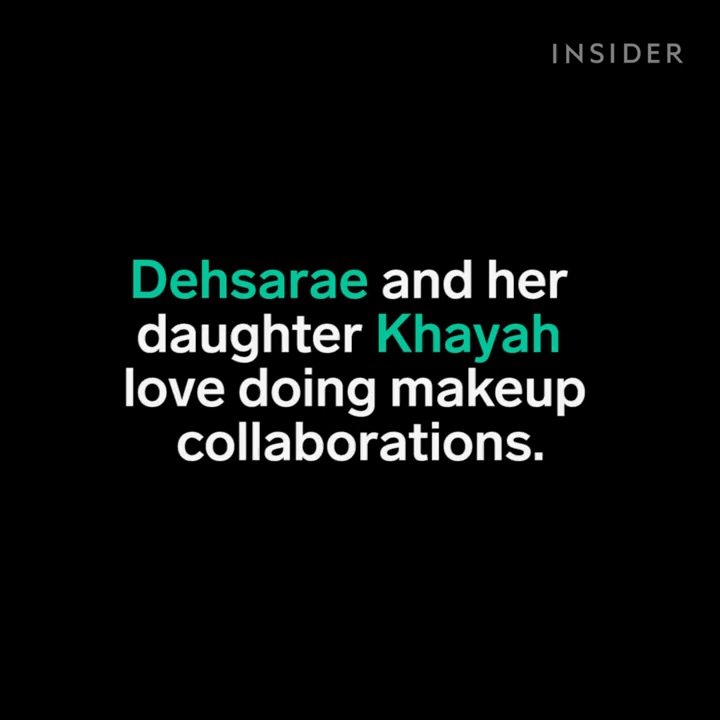 INSIDER
Dehsarae and her
daughter Khayah
love doing makeup
collaborations.